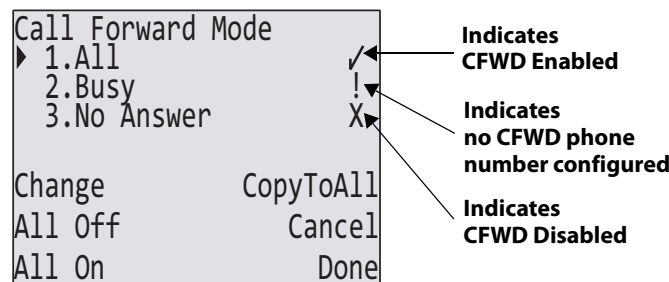 Call Forward Mode
1.All ✓
2.Busy !
3.No Answer X
Change CopyToAll
All Off Cancel
All On Done
Indicates
CFWD Enabled
Indicates
no CFWD phone
number configured
Indicates
CFWD Disabled